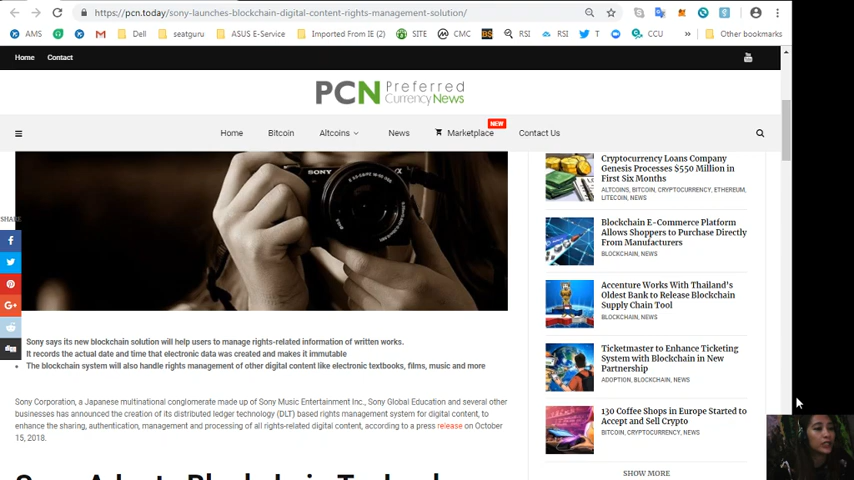 https://pcn.today/sony-launches-blockchain-digital-content-rights-management-solution/
AMS
Dell
seatguru
ASUS E-Service
Imported From IE (2)
SITE
CMC
RSI
RSI
T
CCU
»
Other bookmarks
Home
Contact
PCN Preferred
Currency News
NEW
Home
Bitcoin
Altcoins
News
Marketplace
Contact Us
SHARE
SONY
Sony says its new blockchain solution will help users to manage rights-related information of written works.
It records the actual date and time that electronic data was created and makes it immutable
• The blockchain system will also handle rights management of other digital content like electronic textbooks, films, music and more
Sony Corporation, a Japanese multinational conglomerate made up of Sony Music Entertainment Inc., Sony Global Education and several other
businesses has announced the creation of its distributed ledger technology (DLT) based rights management system for digital content, to
enhance the sharing, authentication, management and processing of all rights-related digital content, according to a press release on October
15, 2018.
Cryptocurrency Loans Company
Genesis Processes $550 Million in
First Six Months
ALTCOINS, BITCOIN, CRYPTOCURRENCY, ETHEREUM,
LITECOIN, NEWS
Blockchain E-Commerce Platform
Allows Shoppers to Purchase Directly
From Manufacturers
BLOCKCHAIN, NEWS
Accenture Works With Thailand's
Oldest Bank to Release Blockchain
Supply Chain Tool
BLOCKCHAIN, NEWS
Ticketmaster to Enhance Ticketing
System with Blockchain in New
Partnership
ADOPTION, BLOCKCHAIN, NEWS
130 Coffee Shops in Europe Started to
Accept and Sell Crypto
BITCOIN, CRYPTOCURRENCY, NEWS
SHOW MORE